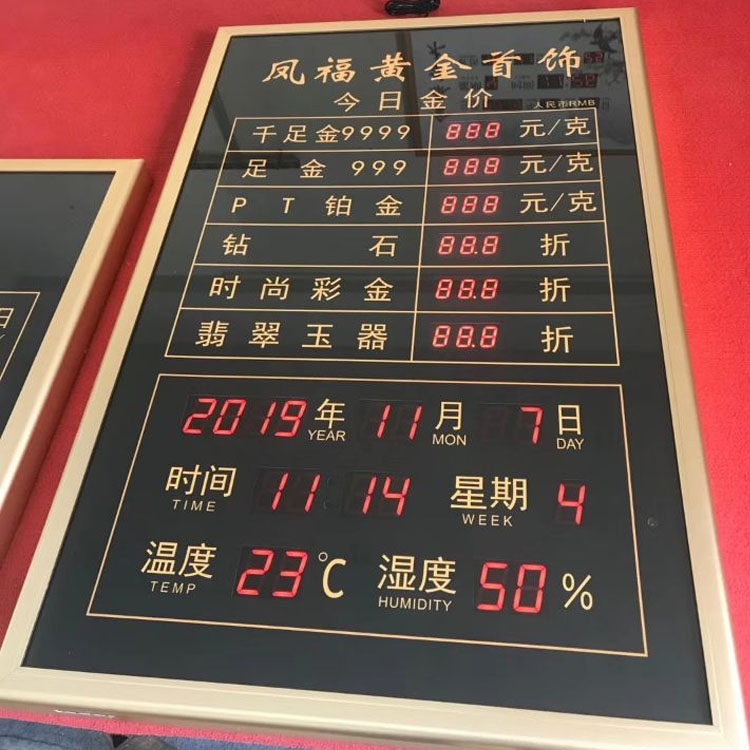 凤福黄金首饰
今日金价 人民币RMB
千足金9999 888 元/克
足金 999 888 元/克
PT铂金 888 元/克
钻石 88.8 折
时尚彩金 88.8 折
翡翠玉器 88.8 折
2019年 YEAR 11月 MON 7日 DAY
时间 TIME 11 14 星期 WEEK 4
温度 TEMP 23℃ 湿度 HUMIDITY 50%
日